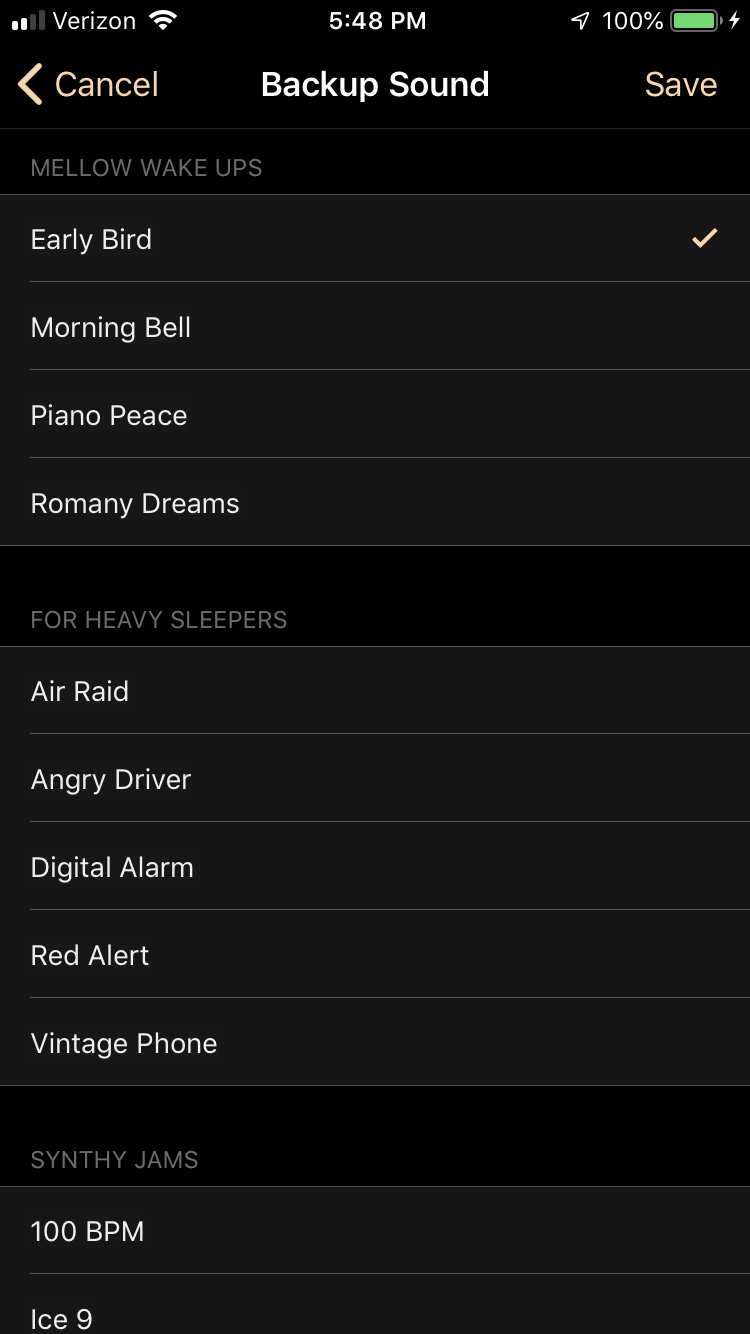 Verizon 5:48 PM 100%
Cancel Backup Sound Save
MELLOW WAKE UPS
Early Bird
Morning Bell
Piano Peace
Romany Dreams
FOR HEAVY SLEEPERS
Air Raid
Angry Driver
Digital Alarm
Red Alert
Vintage Phone
SYNTHY JAMS
100 BPM
Ice 9